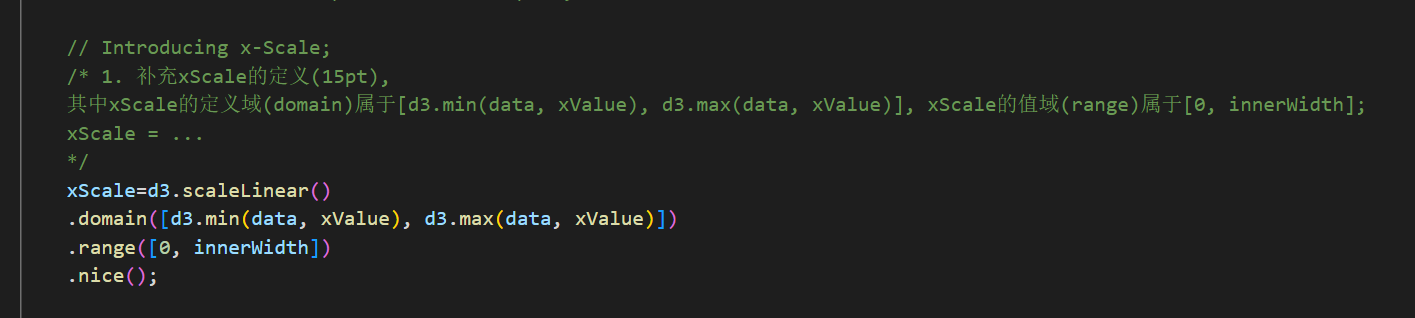 // Introducing x-Scale;
/* 1. 补充xScale的定义(15pt),
其中xScale的定义域(domain)属于[d3.min(data, xValue), d3.max(data, xValue)], xScale的值域(range)属于[0, innerWidth];
xScale = ...
*/
xScale=d3.scaleLinear()
.domain([d3.min(data, xValue), d3.max(data, xValue)])
.range([0, innerWidth])
.nice();